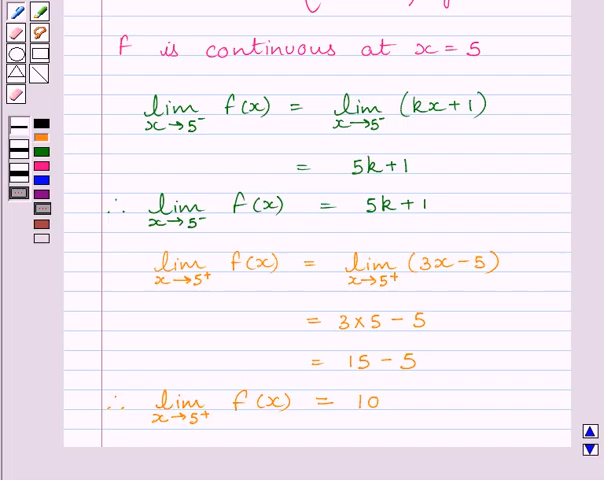 F is continuous at x = 5
lim x→5⁻ f(x) = lim x→5⁻ (kx+1)
= 5k+1
∴ lim x→5⁻ f(x) = 5k+1
lim x→5⁺ f(x) = lim x→5⁺ (3x-5)
= 3×5-5
= 15-5
∴ lim x→5⁺ f(x) = 10